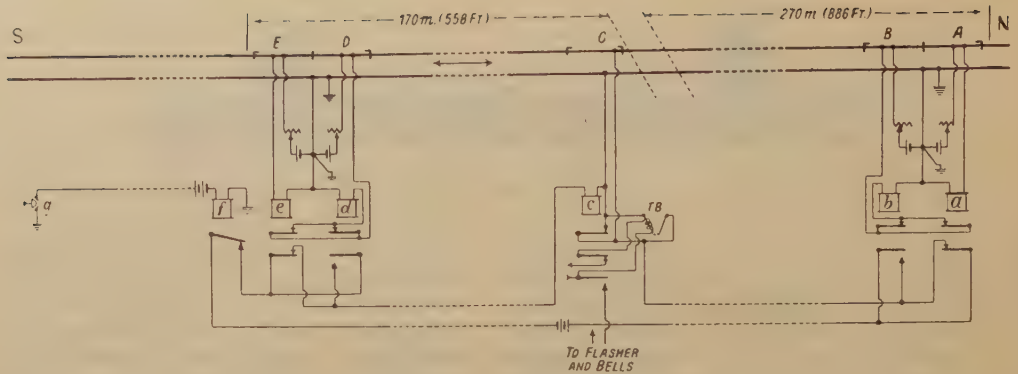 170 m. (558 FT.)
270 m (886 FT.)
S
N
E D
C
B A
g
f
e
d
c
TB
b
a
TO FLASHER
AND BELLS